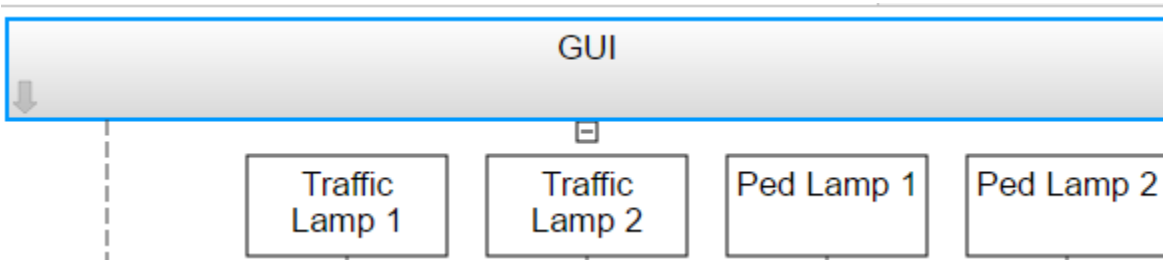 GUI
Traffic
Lamp 1
Traffic
Lamp 2
Ped Lamp 1
Ped Lamp 2